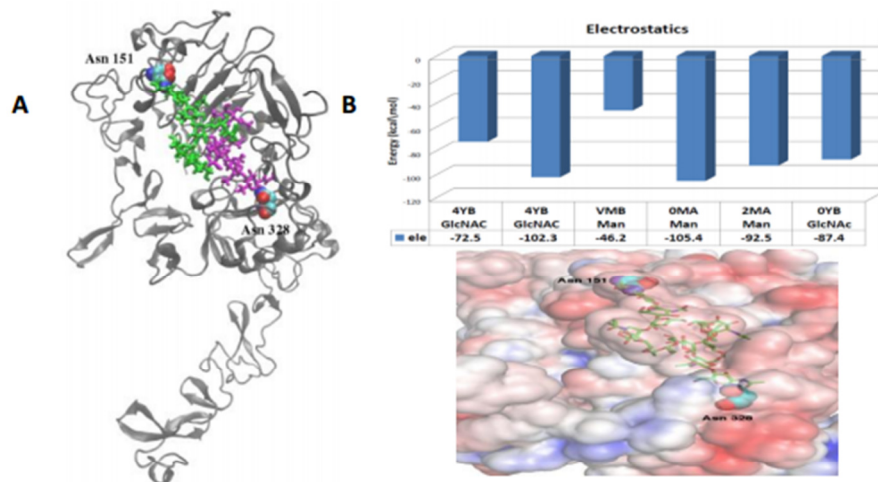 A
Asn 151
Asn 328
B
Electrostatics
Energy (kcal\mol)
0
-20
-40
-60
-80
-100
-120
4YB GlcNAC
4YB GlcNAC
VMB Man
0MA Man
2MA Man
0YB GlcNAc
ele -72.5 -102.3 -46.2 -105.4 -92.5 -87.4
Asn 151
Asn 328